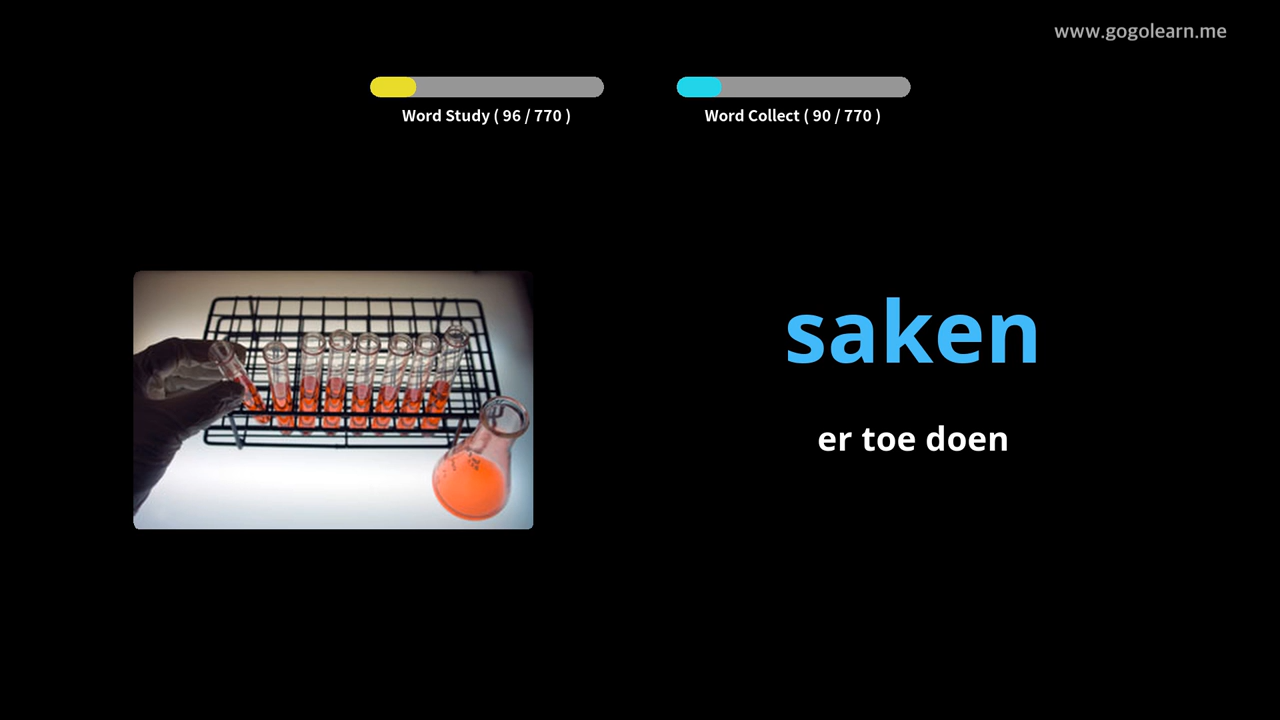 www.gogolearn.me
Word Study ( 96 / 770 )
Word Collect ( 90 / 770 )
saken
er toe doen